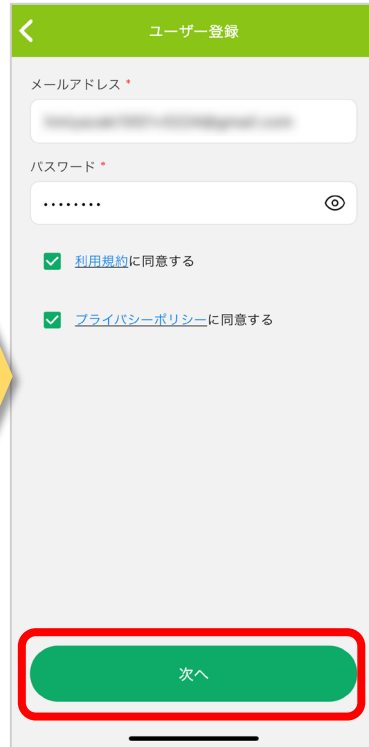 ユーザー登録
メールアドレス *
パスワード *
........
利用規約に同意する
プライバシーポリシーに同意する
次へ